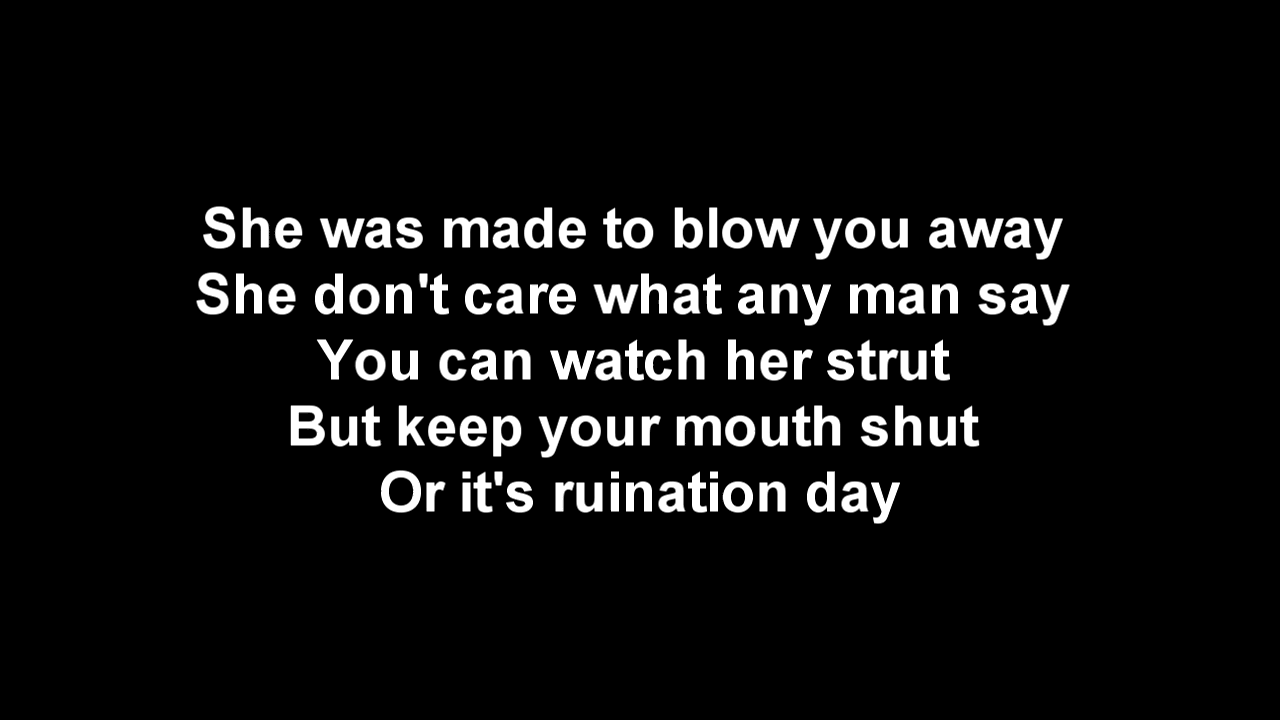 She was made to blow you away
She don't care what any man say
You can watch her strut
But keep your mouth shut
Or it's ruination day